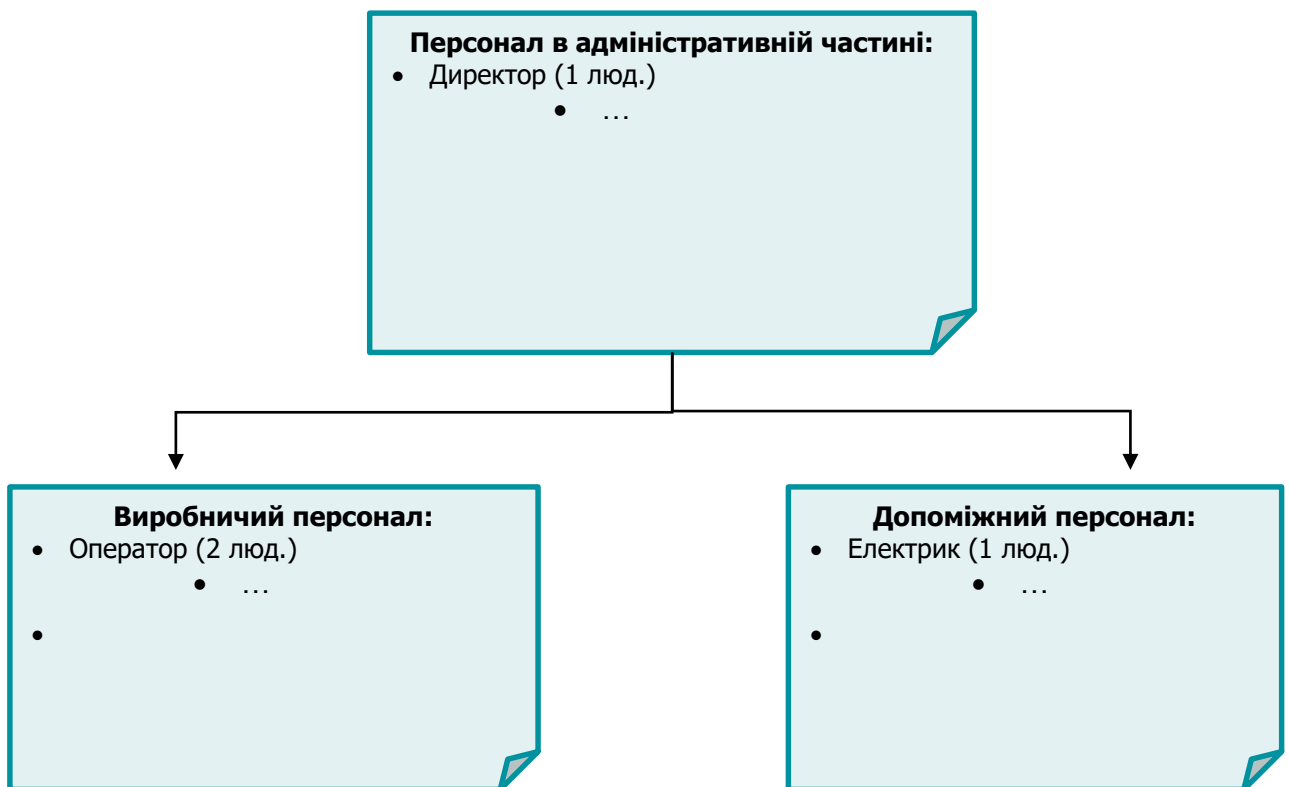 Персонал в адміністративній частині:
• Директор (1 люд.)
• ...
Виробничий персонал:
• Оператор (2 люд.)
• ...
•
Допоміжний персонал:
• Електрик (1 люд.)
• ...
•